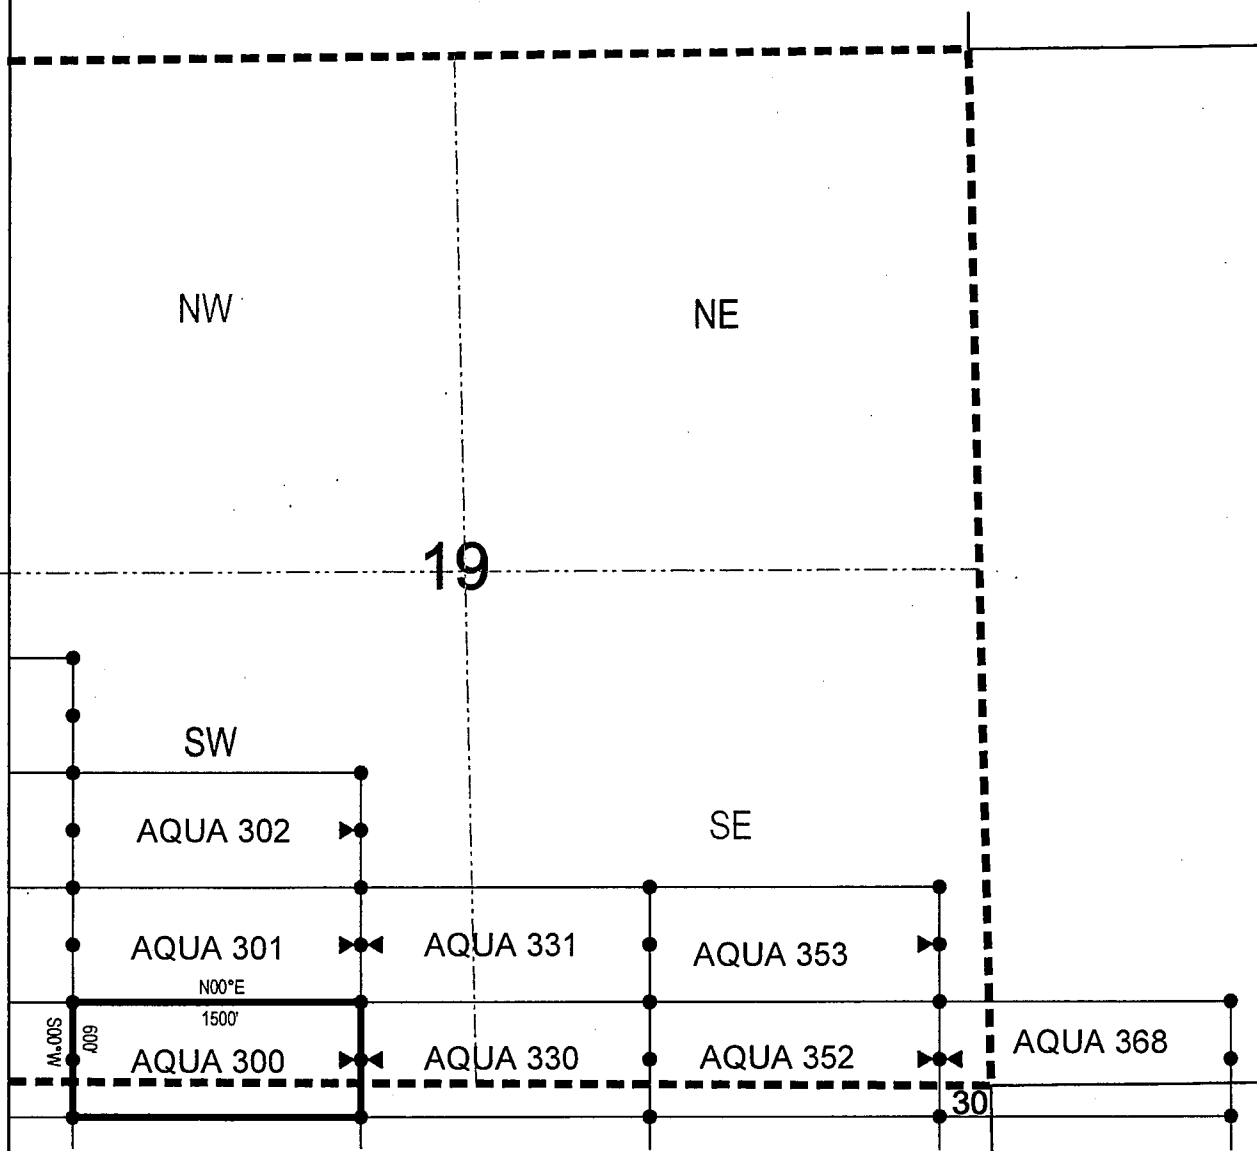 NW
NE
19
SW
AQUA 302
SE
AQUA 301
AQUA 331
AQUA 353
N00°E
1500'
S00°W
600'
AQUA 300
AQUA 330
AQUA 352
AQUA 368
30